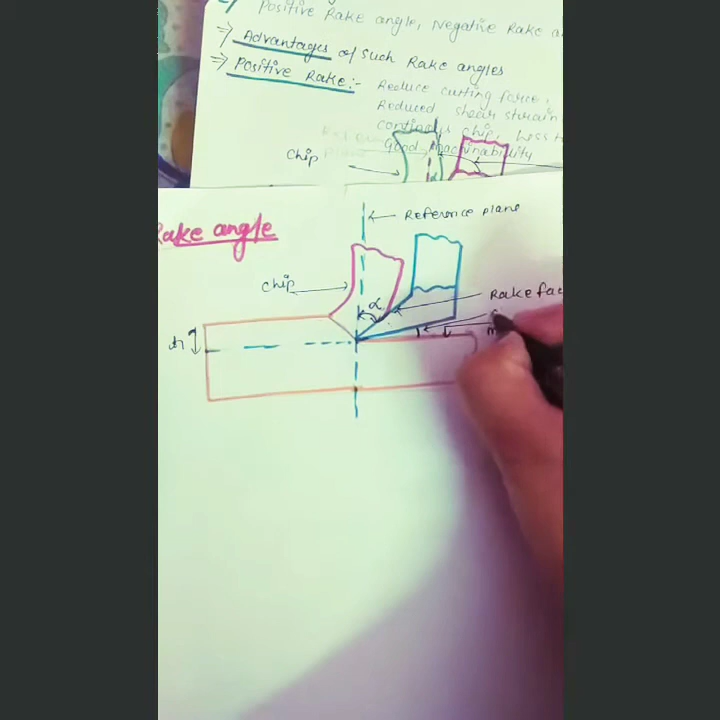 Positive Rake angle, Negative Rake
⇒ Advantages of such Rake angles
⇒ Positive Rake:- Reduce cutting force,
Reduced shear strain
continous chip, Less
good machinability
chip
Rake angle
Reference plane
chip
α
Rake fac